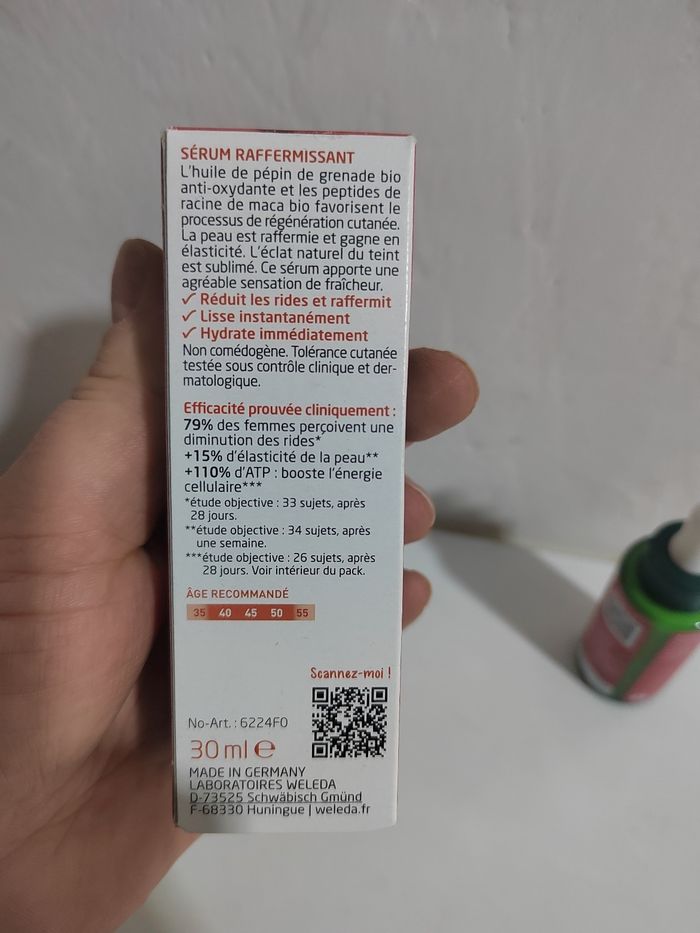 SÉRUM RAFFERMISSANT
L'huile de pépin de grenade bio
anti-oxydante et les peptides de
racine de maca bio favorisent le
processus de régénération cutanée.
La peau est raffermie et gagne en
élasticité. L'éclat naturel du teint
est sublimé. Ce sérum apporte une
agréable sensation de fraîcheur.
✓ Réduit les rides et raffermit
✓ Lisse instantanément
✓ Hydrate immédiatement
Non comédogène. Tolérance cutanée
testée sous contrôle clinique et der-
matologique.
Efficacité prouvée cliniquement :
79% des femmes perçoivent une
diminution des rides*
+15% d'élasticité de la peau**
+110% d'ATP : booste l'énergie
cellulaire***
*étude objective : 33 sujets, après
28 jours.
**étude objective : 34 sujets, après
une semaine.
***étude objective : 26 sujets, après
28 jours. Voir intérieur du pack.
ÂGE RECOMMANDÉ
35 40 45 50 55
Scannez-moi !
No-Art. : 6224F0
30 ml e
MADE IN GERMANY
LABORATOIRES WELEDA
D-73525 Schwäbisch Gmünd
F-68330 Huningue | weleda.fr